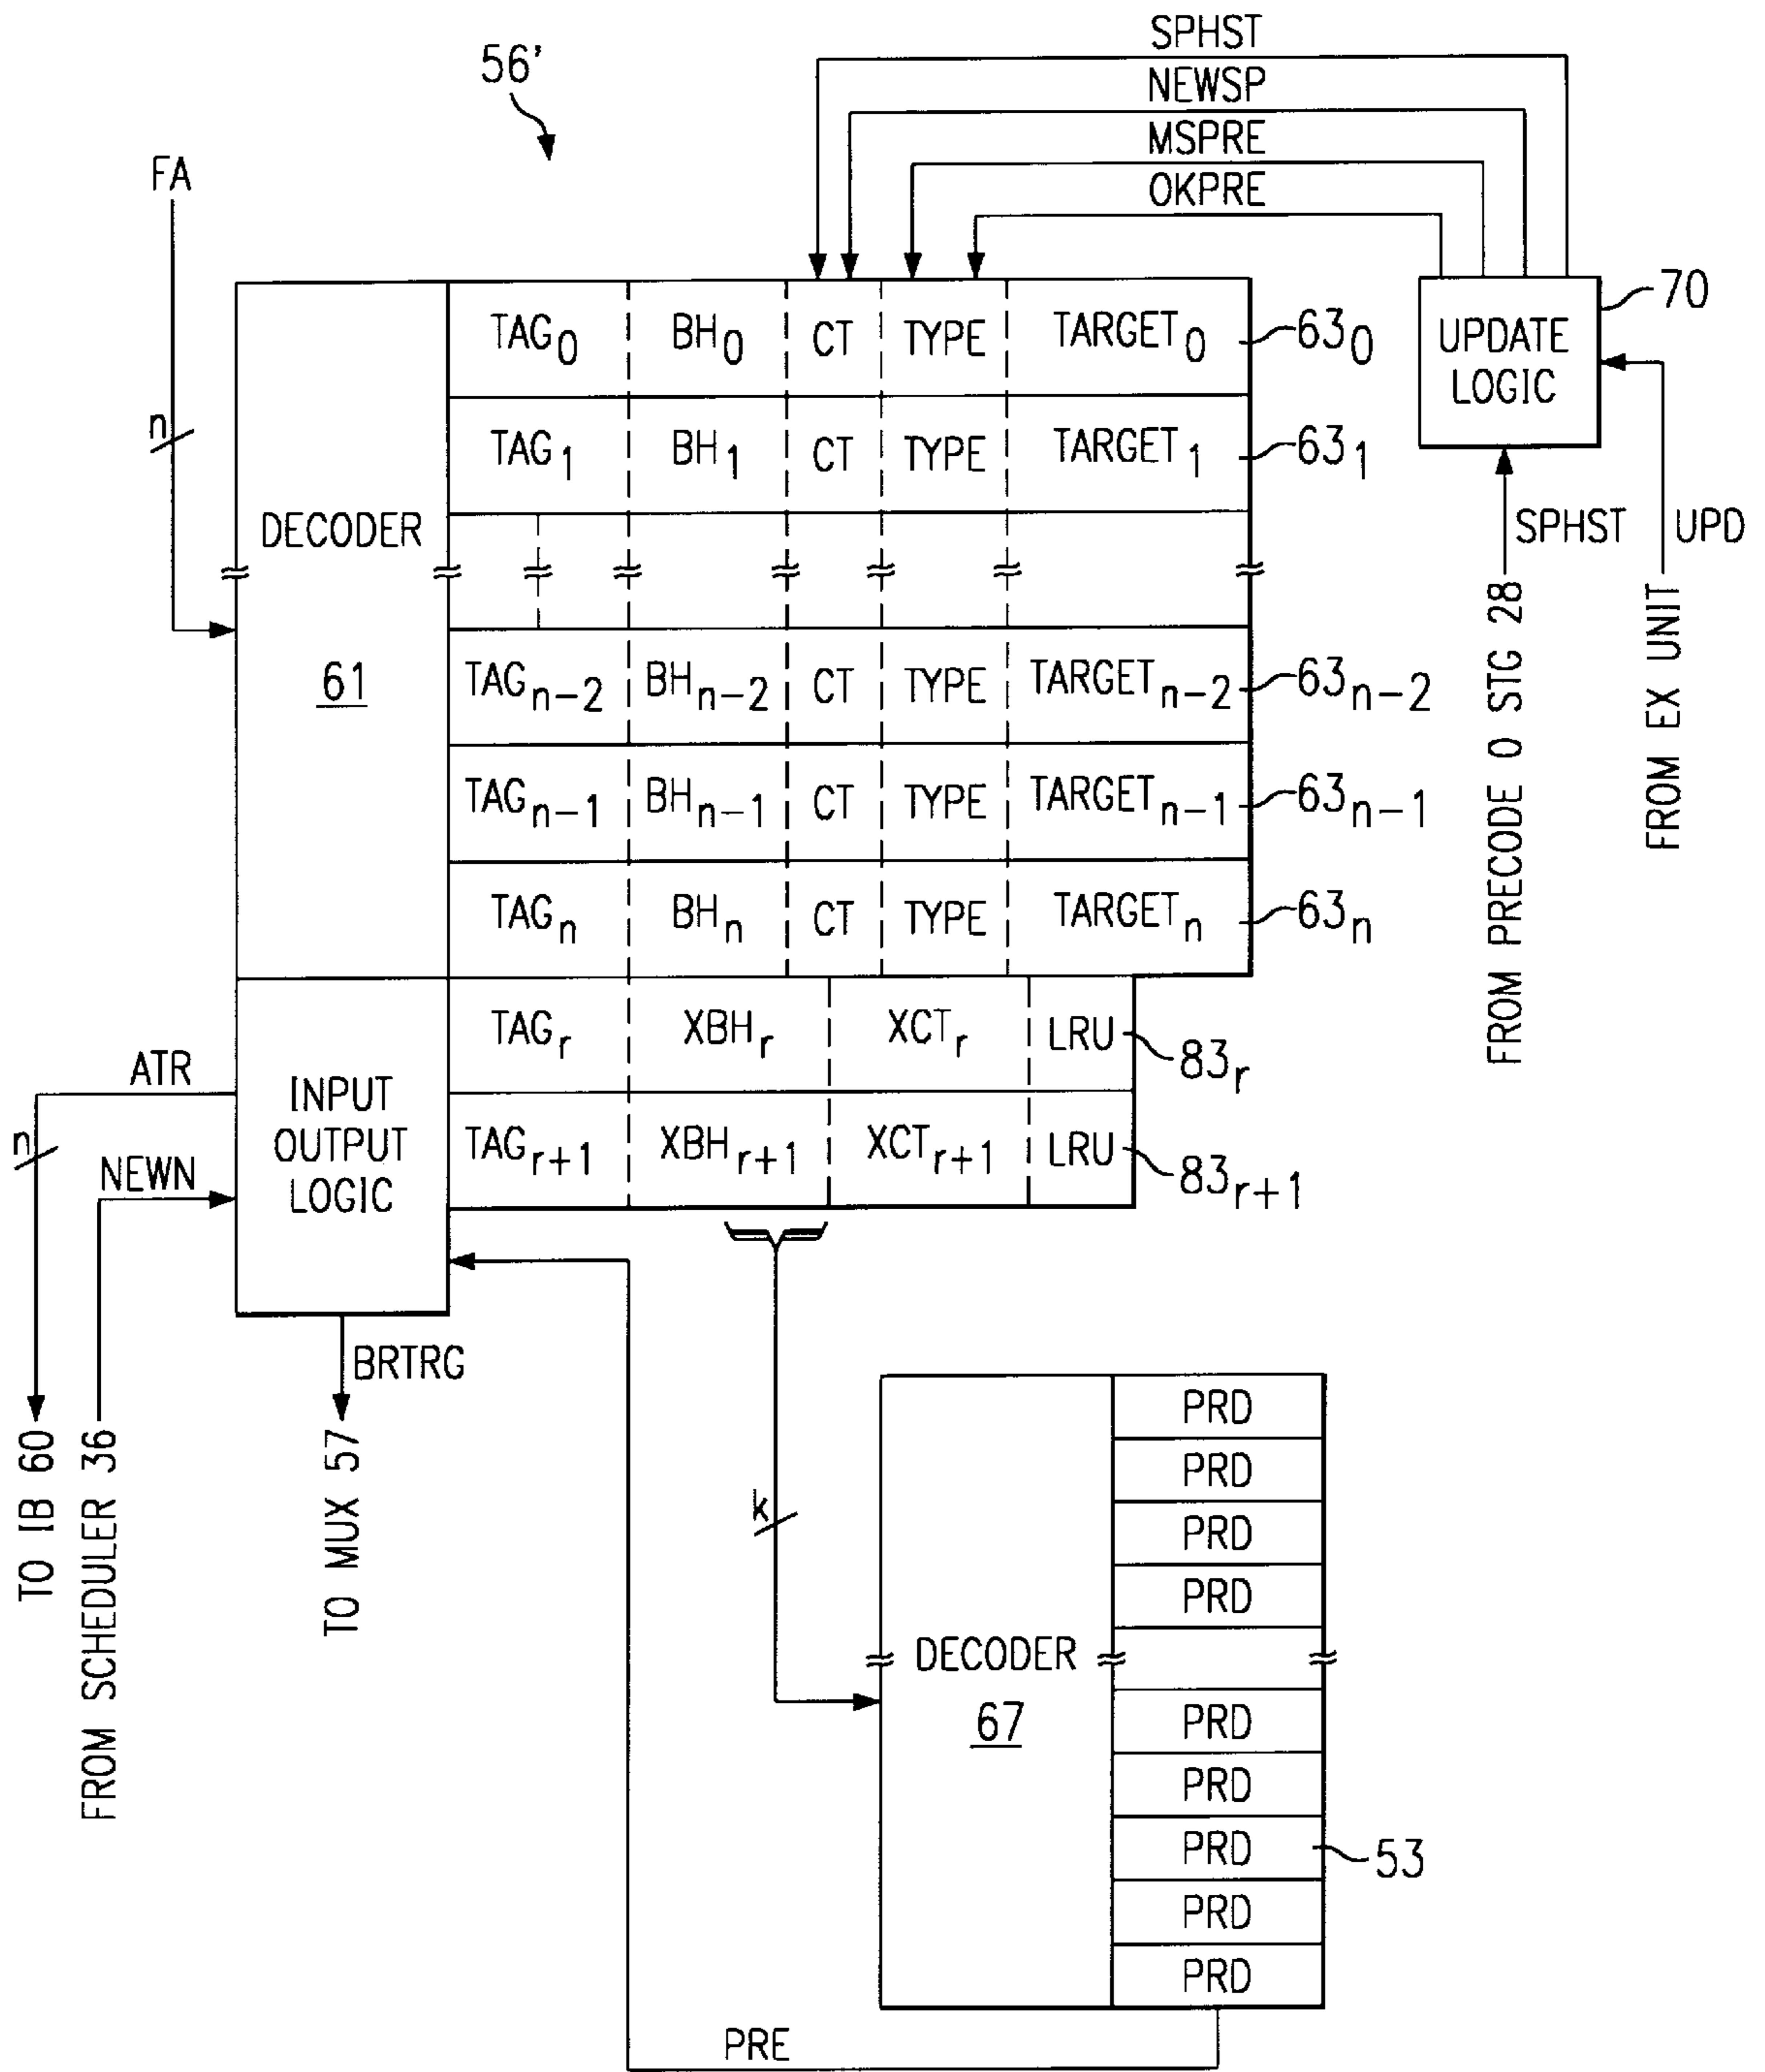 SPHST
56'
NEWSP
MSPRE
FA
OKPRE
70
TAG0 BH0 CT TYPE TARGET0 630
UPDATE
LOGIC
n
TAG1 BH1 CT TYPE TARGET1 631
DECODER
SPHST
UPD
61
TAGn-2 BHn-2 CT TYPE TARGETn-2 63n-2
TAGn-1 BHn-1 CT TYPE TARGETn-1 63n-1
TAGn BHn CT TYPE TARGETn 63n
FROM PRECODE 0 STG 28
FROM EX UNIT
TAGr XBHr XCTr LRU 83r
ATR
INPUT
OUTPUT
LOGIC
n
TAGr+1 XBHr+1 XCTr+1 LRU 83r+1
NEWN
BRTRG
TO IB 60
FROM SCHEDULER 36
TO MUX 57
PRD
PRD
k
PRD
PRD
DECODER
67
PRD
PRD
PRD 53
PRD
PRD
PRE